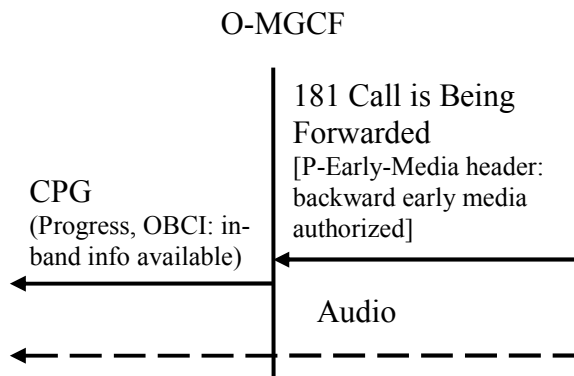 O-MGCF
181 Call is Being
Forwarded
[P-Early-Media header:
backward early media
authorized]
CPG
(Progress, OBCI: in-
band info available)
Audio